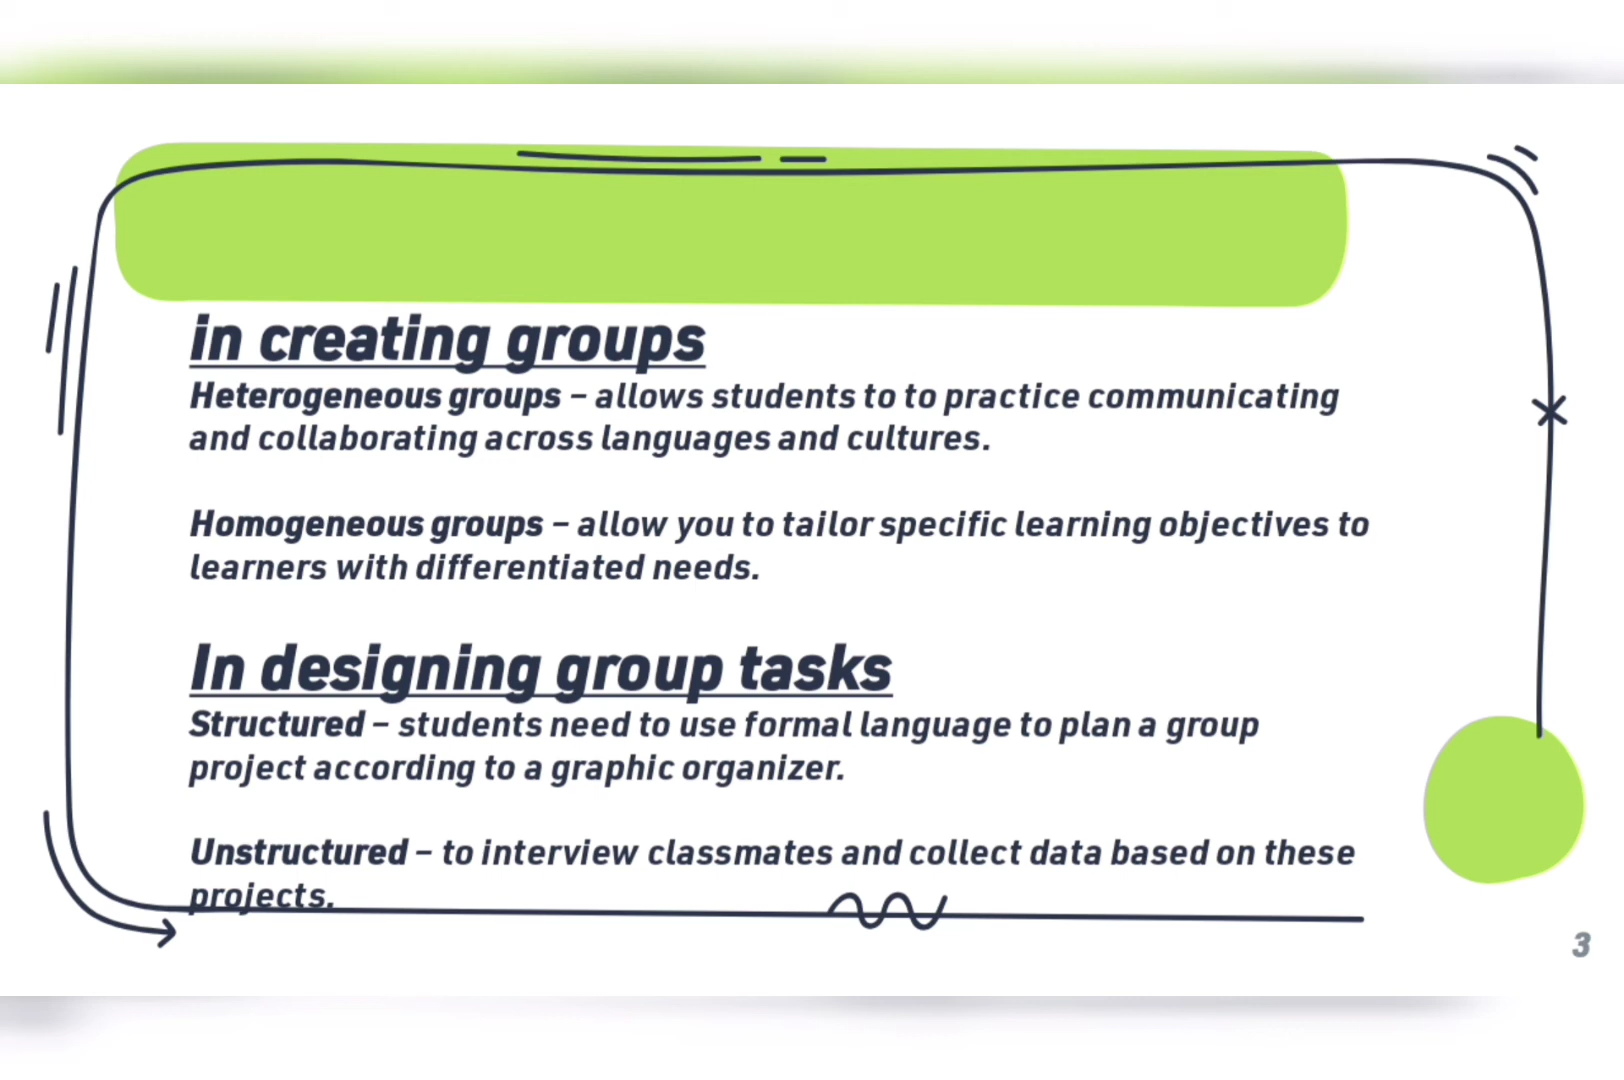 in creating groups
Heterogeneous groups – allows students to to practice communicating
and collaborating across languages and cultures.
Homogeneous groups – allow you to tailor specific learning objectives to
learners with differentiated needs.
In designing group tasks
Structured – students need to use formal language to plan a group
project according to a graphic organizer.
Unstructured – to interview classmates and collect data based on these
projects.
3